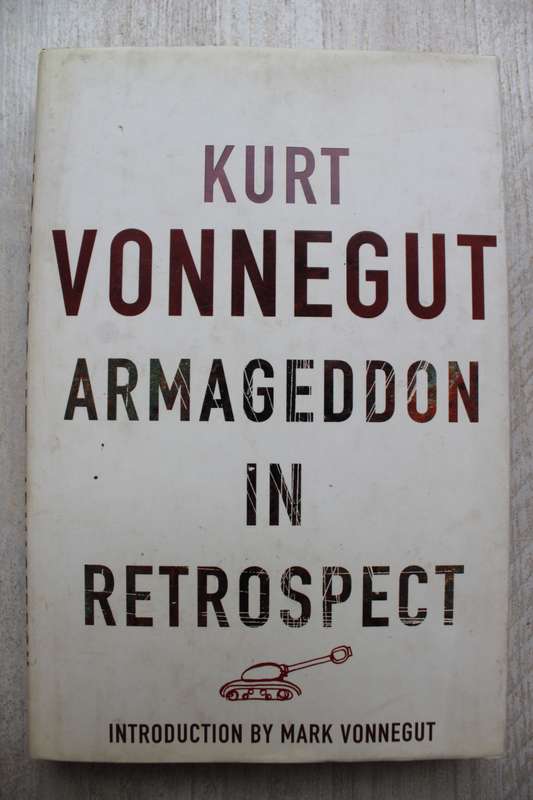 KURT
VONNEGUT
ARMAGEDDON
IN
RETROSPECT
INTRODUCTION BY MARK VONNEGUT